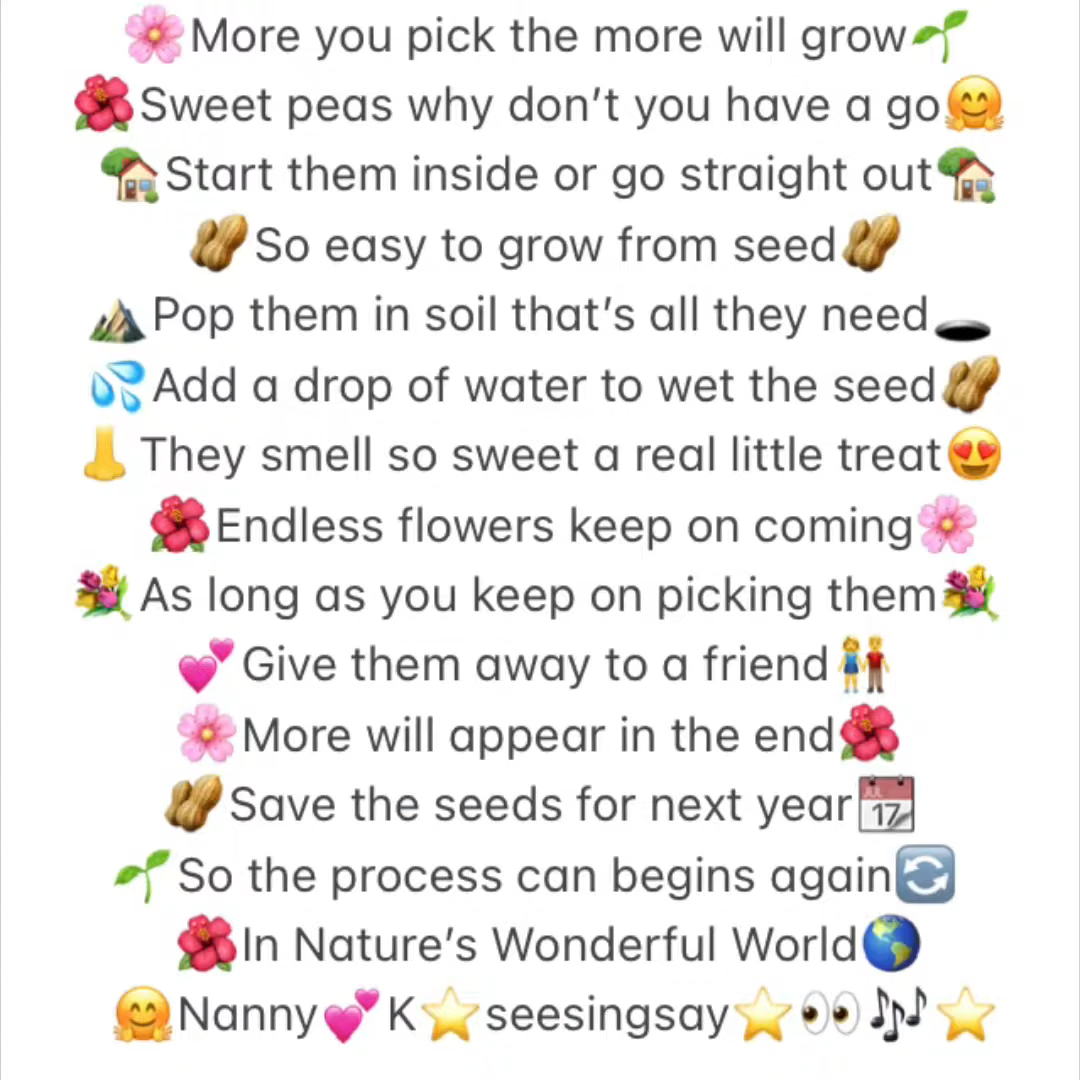 🌸More you pick the more will grow🌱
🌺Sweet peas why don’t you have a go🤗
🏡Start them inside or go straight out🏡
🥜So easy to grow from seed🥜
⛰️Pop them in soil that’s all they need🕳️
💦Add a drop of water to wet the seed🥜
👃They smell so sweet a real little treat😍
🌺Endless flowers keep on coming🌸
💐As long as you keep on picking them💐
💕Give them away to a friend👫
🌸More will appear in the end🌺
🥜Save the seeds for next year📅
🌱So the process can begins again🔄
🌺In Nature’s Wonderful World🌎
🤗Nanny💕K⭐seesingsay⭐👀🎶⭐